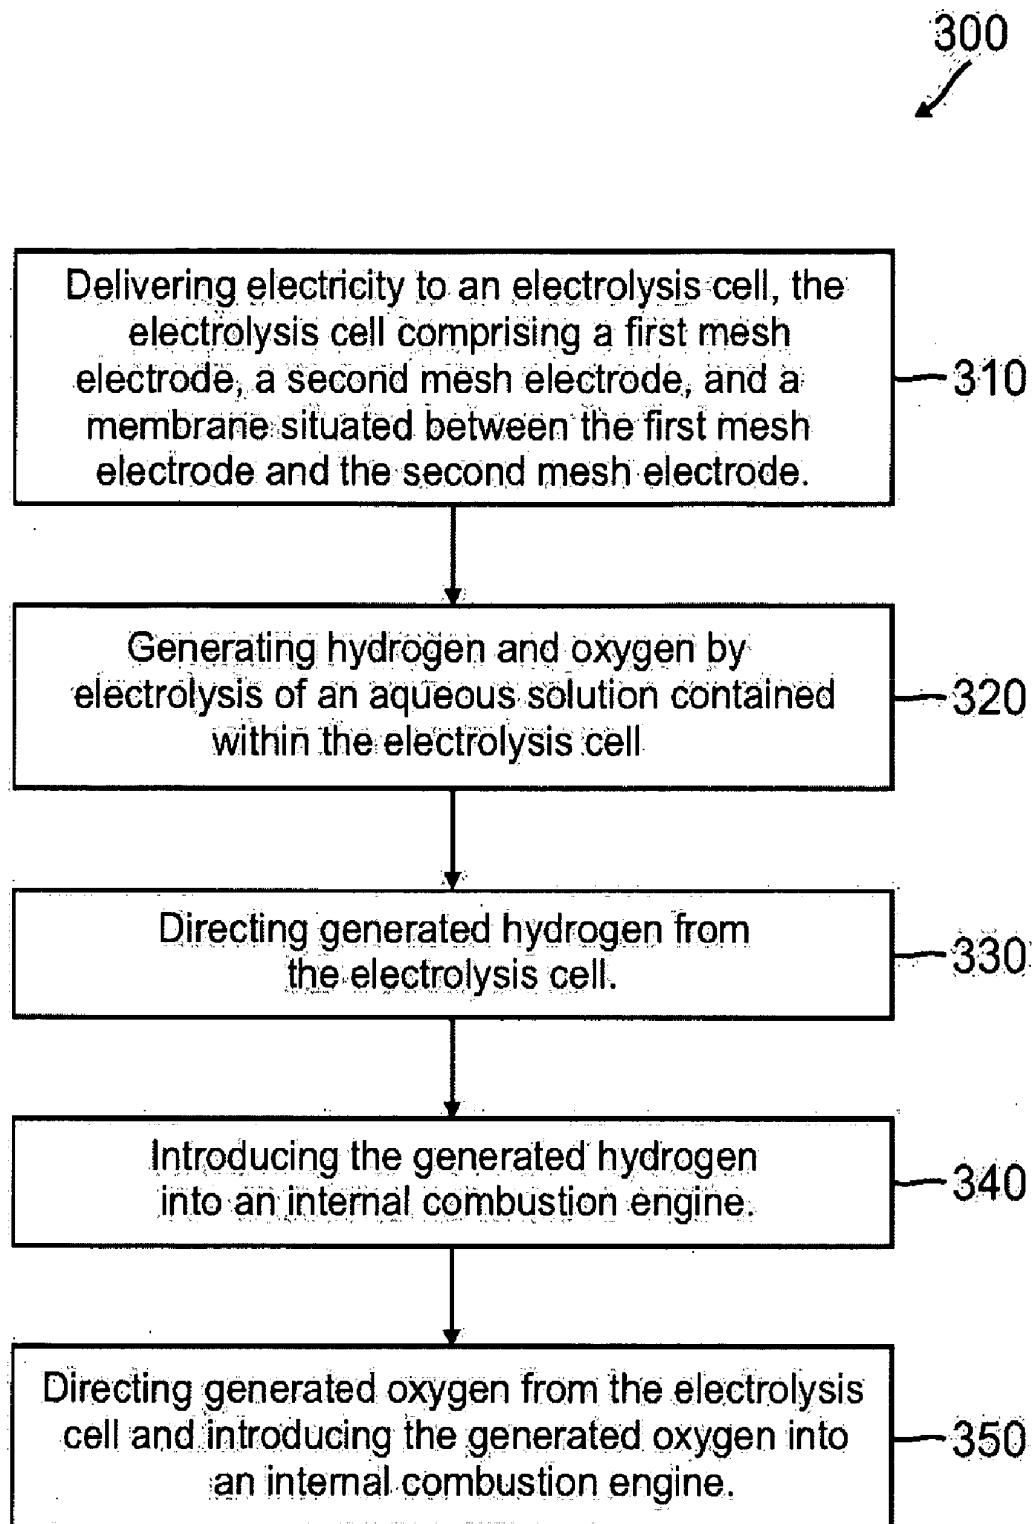 300
Delivering electricity to an electrolysis cell, the
electrolysis cell comprising a first mesh
electrode, a second mesh electrode, and a
membrane situated between the first mesh
electrode and the second mesh electrode.
310
Generating hydrogen and oxygen by
electrolysis of an aqueous solution contained
within the electrolysis cell
320
Directing generated hydrogen from
the electrolysis cell.
330
Introducing the generated hydrogen
into an internal combustion engine.
340
Directing generated oxygen from the electrolysis
cell and introducing the generated oxygen into
an internal combustion engine.
350